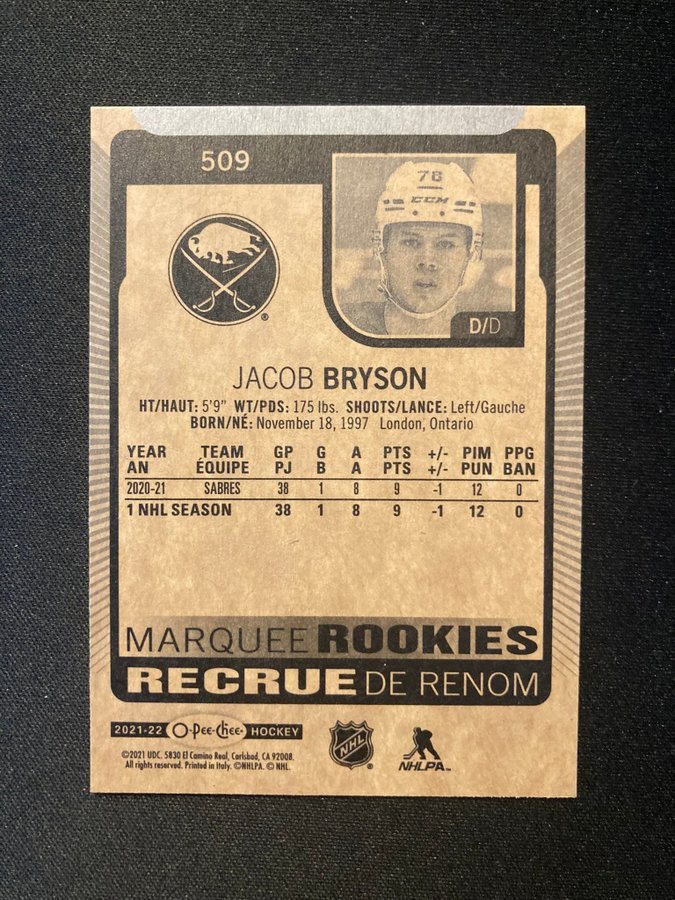 509
78
CCM
D/D
JACOB BRYSON
HT/HAUT: 5'9" WT/PDS: 175 lbs. SHOOTS/LANCE: Left/Gauche
BORN/NÉ: November 18, 1997 London, Ontario
YEAR TEAM GP G A PTS +/- PIM PPG
AN ÉQUIPE PJ B A PTS +/- PUN BAN
2020-21 SABRES 38 1 8 9 -1 12 0
1 NHL SEASON 38 1 8 9 -1 12 0
MARQUEE ROOKIES
RECRUE DE RENOM
2021-22 O-Pee-Chee HOCKEY
©2021 UDC. 5830 El Camino Real, Carlsbad, CA 92008.
All rights reserved. Printed in Italy. ©NHLPA. © NHL.
NHL
NHLPA